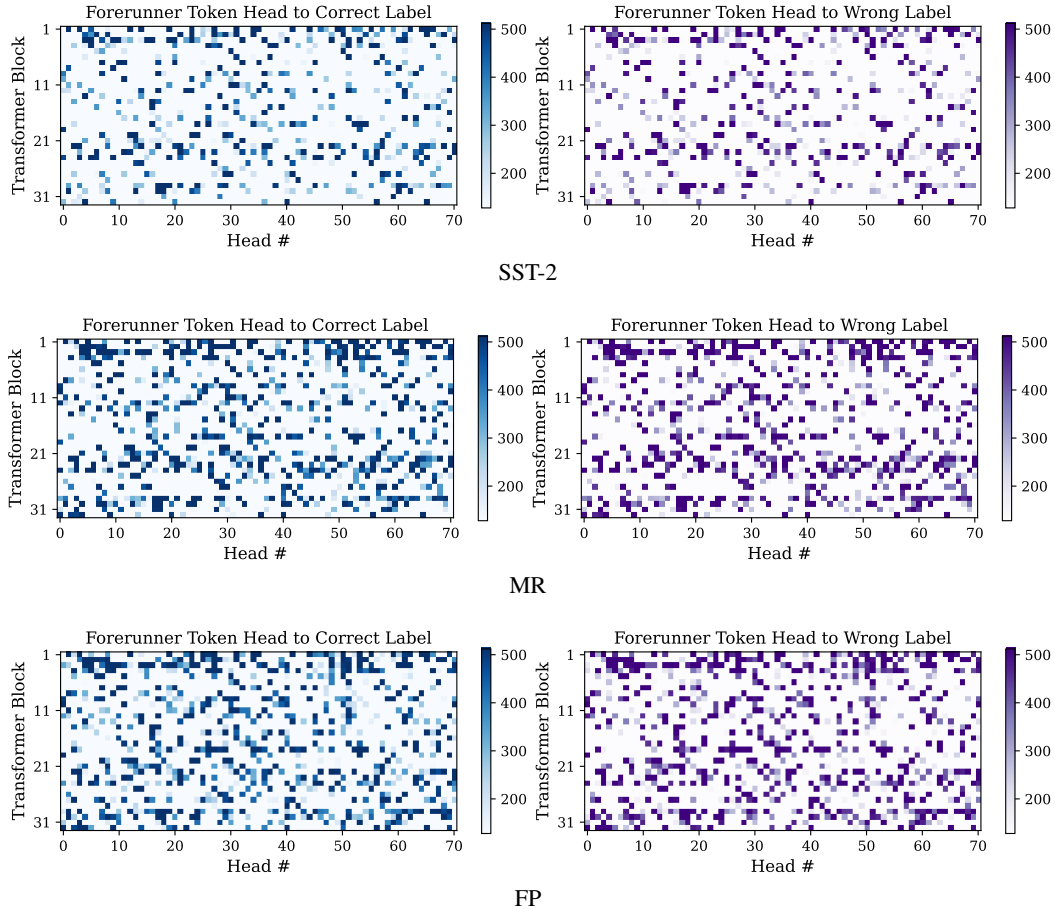 Forerunner Token Head to Correct Label
Transformer Block
1
11
21
31
0 10 20 30 40 50 60 70
Head #
500
400
300
200
Forerunner Token Head to Wrong Label
Transformer Block
1
11
21
31
0 10 20 30 40 50 60 70
Head #
500
400
300
200
SST-2
Forerunner Token Head to Correct Label
Transformer Block
1
11
21
31
0 10 20 30 40 50 60 70
Head #
500
400
300
200
Forerunner Token Head to Wrong Label
Transformer Block
1
11
21
31
0 10 20 30 40 50 60 70
Head #
500
400
300
200
MR
Forerunner Token Head to Correct Label
Transformer Block
1
11
21
31
0 10 20 30 40 50 60 70
Head #
500
400
300
200
Forerunner Token Head to Wrong Label
Transformer Block
1
11
21
31
0 10 20 30 40 50 60 70
Head #
500
400
300
200
FP